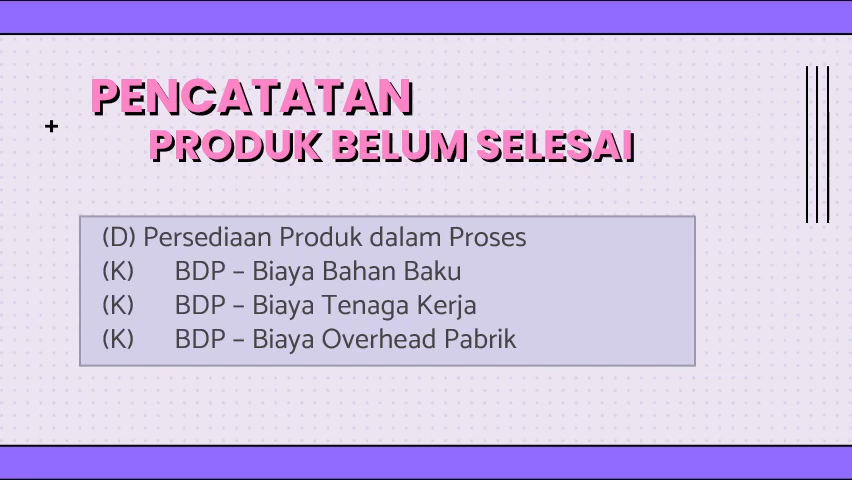 PENCATATAN
PRODUK BELUM SELESAI
(D) Persediaan Produk dalam Proses
(K) BDP – Biaya Bahan Baku
(K) BDP – Biaya Tenaga Kerja
(K) BDP – Biaya Overhead Pabrik